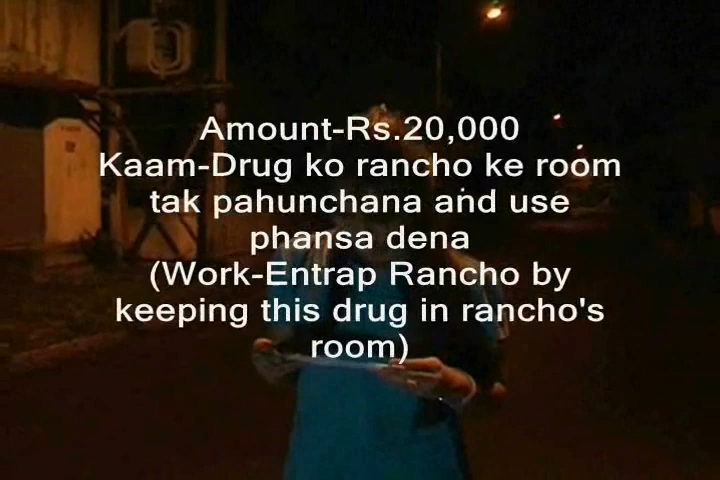 Amount-Rs.20,000
Kaam-Drug ko rancho ke room
tak pahunchana and use
phansa dena
(Work-Entrap Rancho by
keeping this drug in rancho's
room)